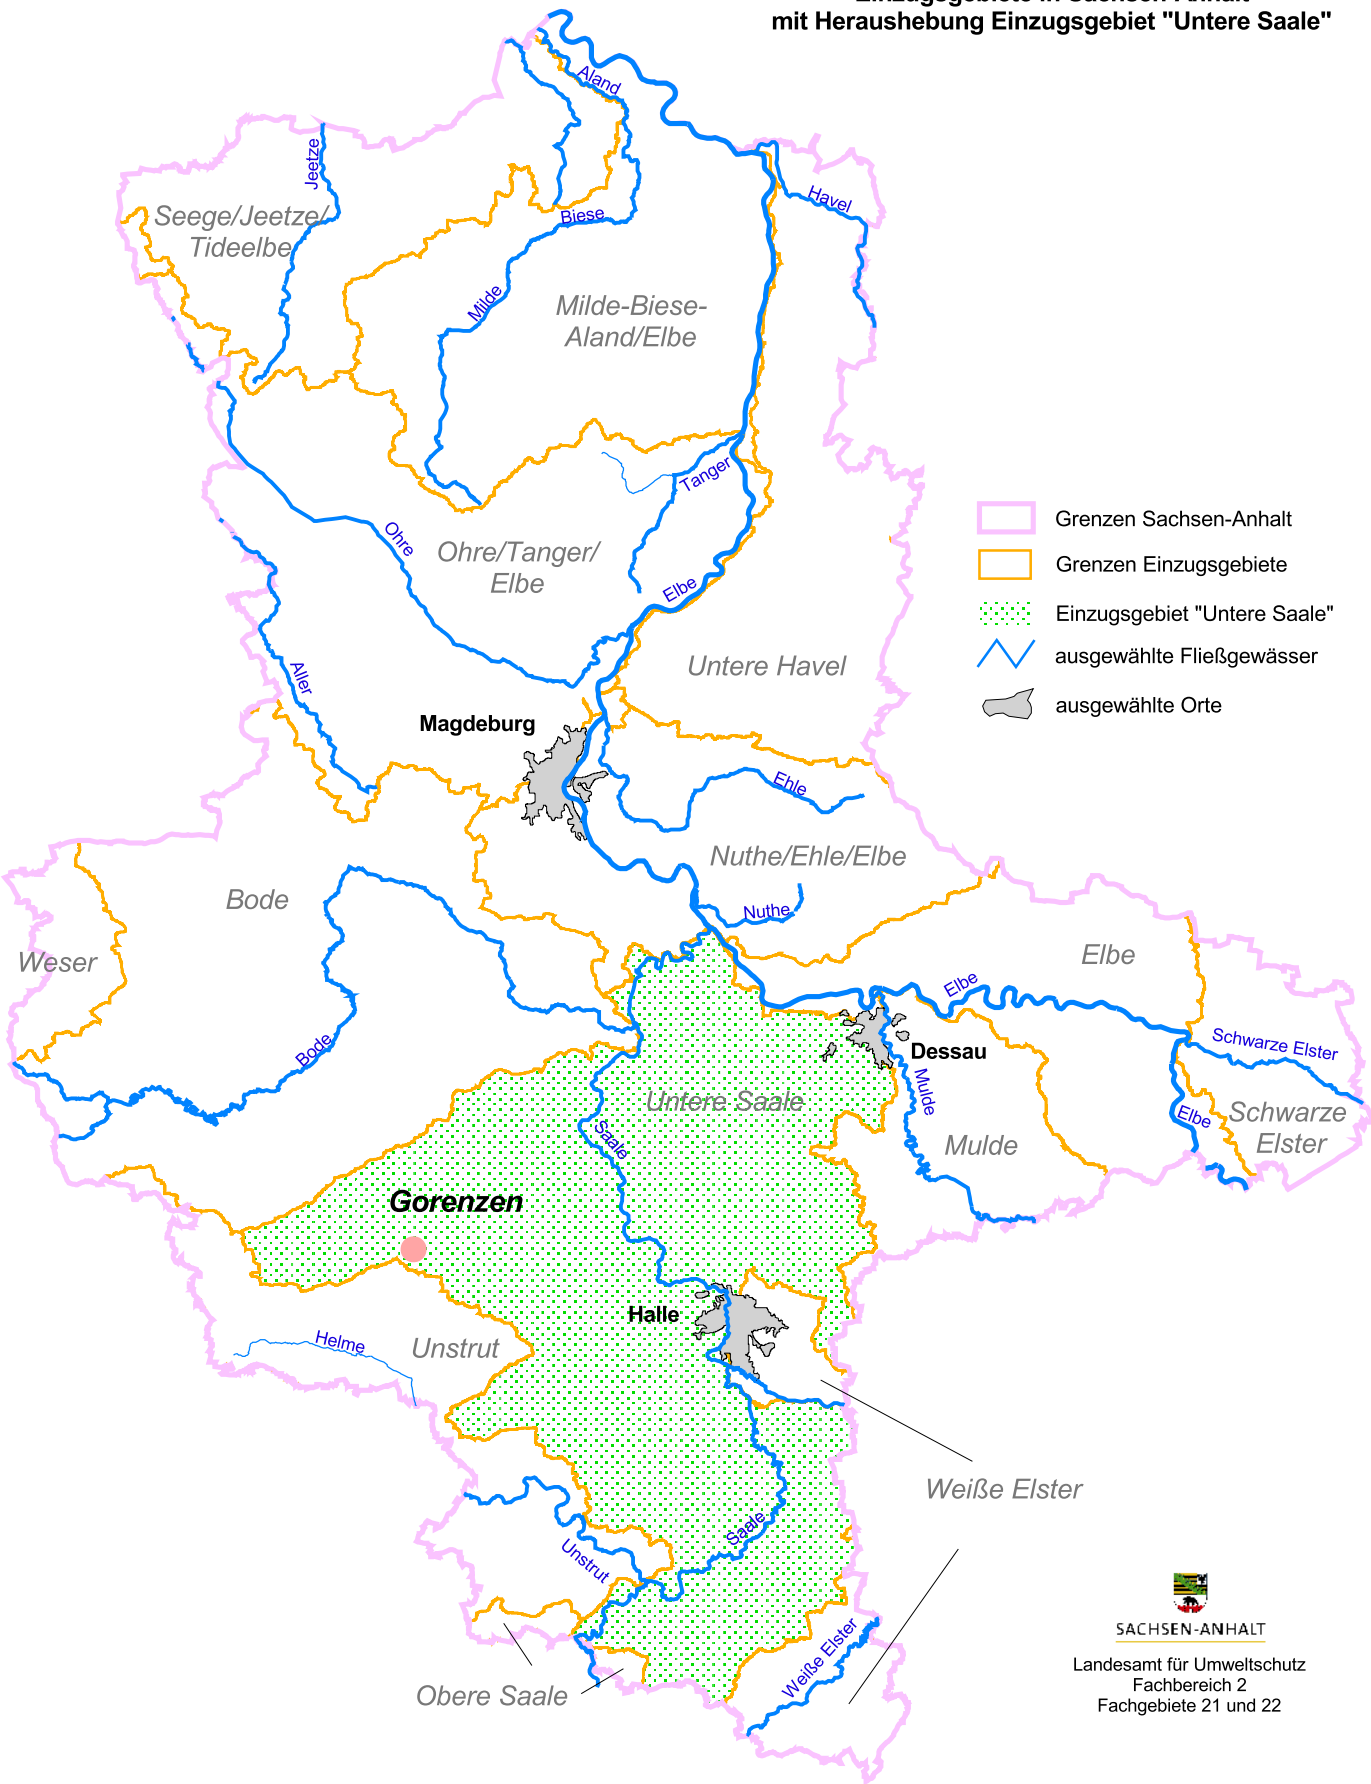 Einzugsgebiete in Sachsen-Anhalt
mit Heraushebung Einzugsgebiet "Untere Saale"
Aland
Jeetze
Havel
Seege/Jeetze/
Tideelbe
Biese
Milde
Milde-Biese-
Aland/Elbe
Tanger
Ohre
Ohre/Tanger/
Elbe
Elbe
Grenzen Sachsen-Anhalt
Grenzen Einzugsgebiete
Einzugsgebiet "Untere Saale"
ausgewählte Fließgewässer
ausgewählte Orte
Untere Havel
Aller
Magdeburg
Ehle
Nuthe/Ehle/Elbe
Bode
Nuthe
Weser
Elbe
Elbe
Bode
Dessau
Schwarze Elster
Mulde
Untere Saale
Elbe
Schwarze
Elster
Saale
Mulde
Gorenzen
Halle
Helme
Unstrut
Weiße Elster
Saale
Unstrut
Weiße Elster
Obere Saale
SACHSEN-ANHALT
Landesamt für Umweltschutz
Fachbereich 2
Fachgebiete 21 und 22